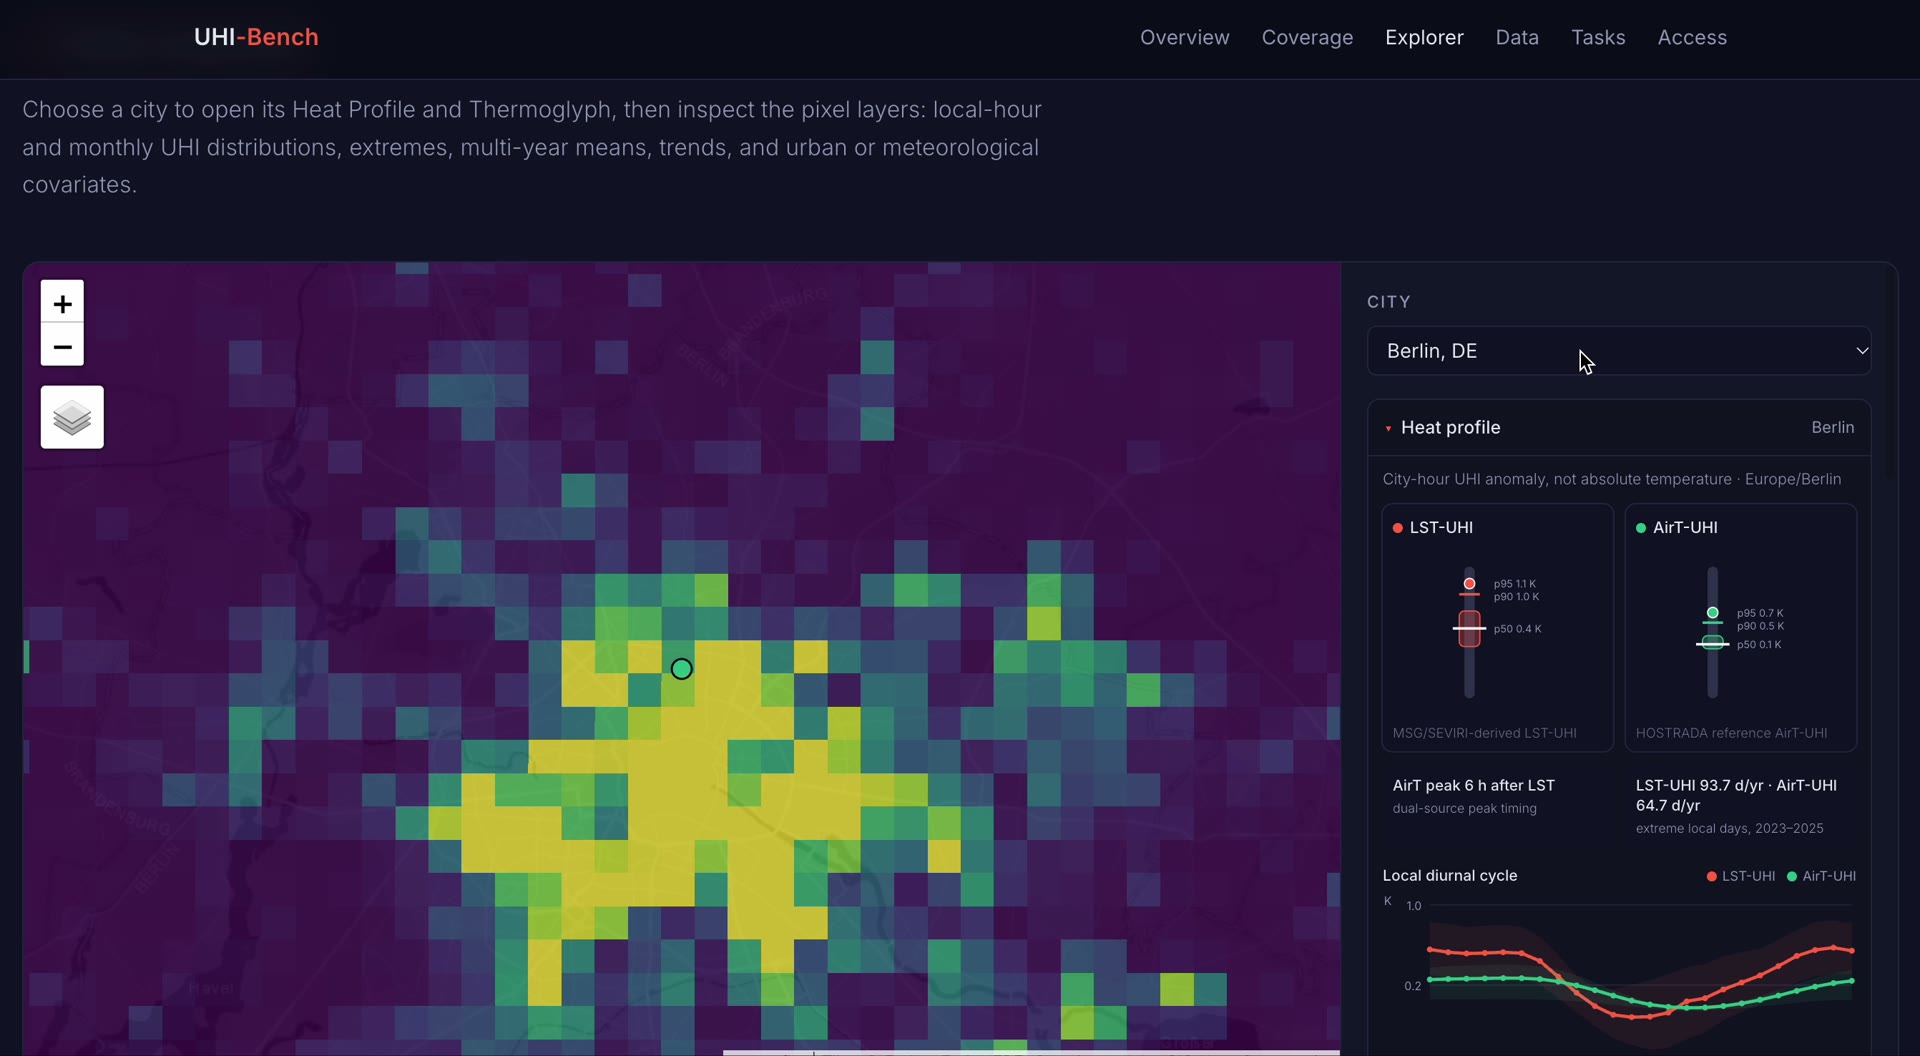 UHI-Bench
Overview Coverage Explorer Data Tasks Access
Choose a city to open its Heat Profile and Thermoglyph, then inspect the pixel layers: local-hour
and monthly UHI distributions, extremes, multi-year means, trends, and urban or meteorological
covariates.
+
−
BRANDENBURG
BERLIN
BRANDENBURG
BERLIN
Havel
CITY
Berlin, DE
▾ Heat profile Berlin
City-hour UHI anomaly, not absolute temperature · Europe/Berlin
LST-UHI
p95 1.1 K
p90 1.0 K
p50 0.4 K
MSG/SEVIRI-derived LST-UHI
AirT-UHI
p95 0.7 K
p90 0.5 K
p50 0.1 K
HOSTRADA reference AirT-UHI
AirT peak 6 h after LST
dual-source peak timing
LST-UHI 93.7 d/yr · AirT-UHI
64.7 d/yr
extreme local days, 2023–2025
Local diurnal cycle LST-UHI AirT-UHI
K 1.0
0.2